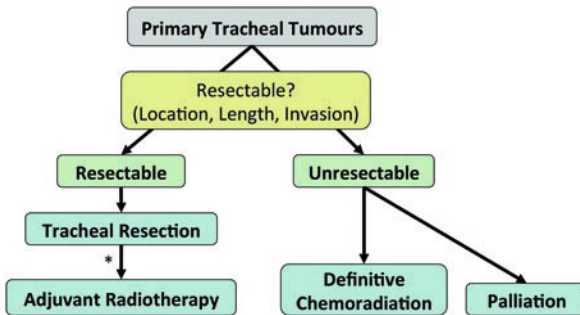 Primary Tracheal Tumours
Resectable?
(Location, Length, Invasion)
Resectable
Unresectable
Tracheal Resection
*
Adjuvant Radiotherapy
Definitive
Chemoradiation
Palliation